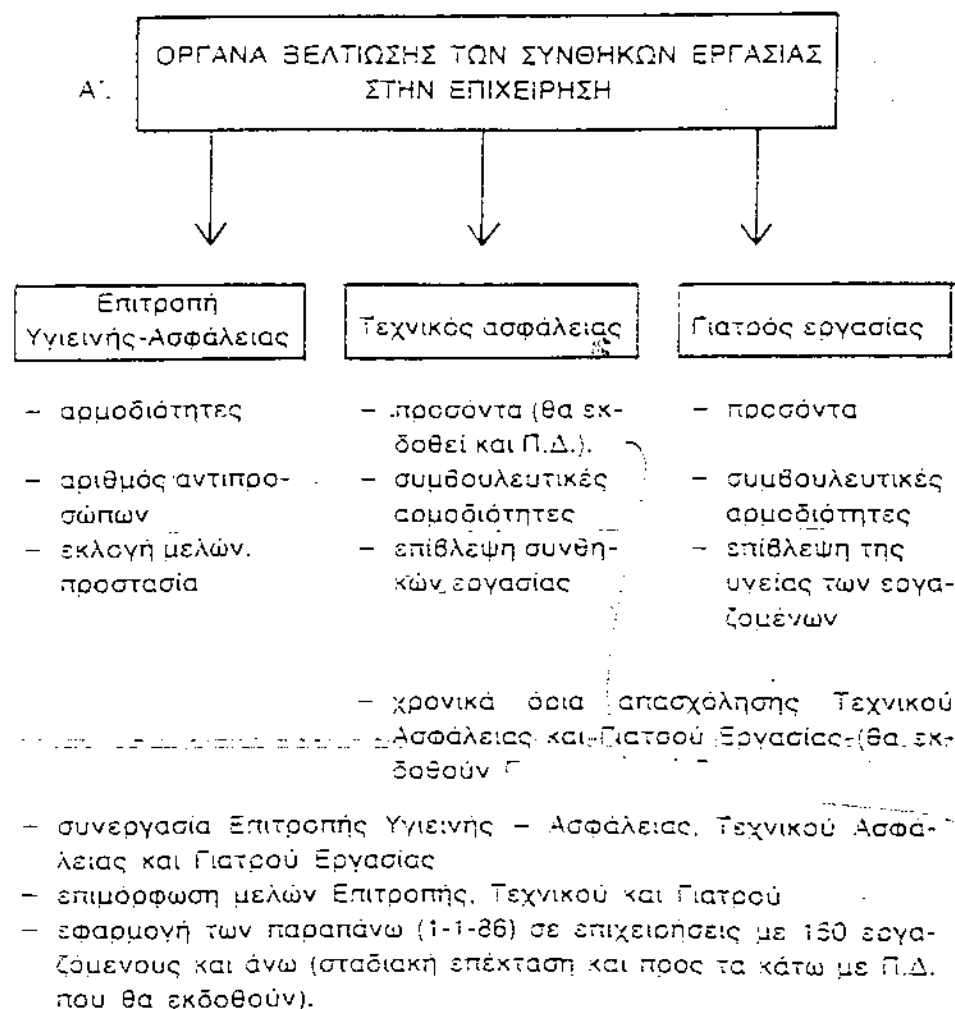 ΟΡΓΑΝΑ ΒΕΛΤΙΩΣΗΣ ΤΩΝ ΣΥΝΘΗΚΩΝ ΕΡΓΑΣΙΑΣ
Α΄.
ΣΤΗΝ ΕΠΙΧΕΙΡΗΣΗ
Επιτροπή
Υγιεινής-Ασφάλειας
Τεχνικός ασφάλειας
Γιατρός εργασίας
– αρμοδιότητες
– αριθμός αντιπρο-
σώπων
– εκλογή μελών.
προστασία
– προσόντα (θα εκ-
δοθεί και Π.Δ.).
– συμβουλευτικές
αρμοδιότητες
– επίβλεψη συνθη-
κών εργασίας
– προσόντα
– συμβουλευτικές
αρμοδιότητες
– επίβλεψη της
υγείας των εργα-
ζομένων
– χρονικά όρια απασχόλησης Τεχνικού
Ασφάλειας και Γιατρού Εργασίας (θα εκ-
δοθούν
– συνεργασία Επιτροπής Υγιεινής – Ασφάλειας, Τεχνικού Ασφά-
λειας και Γιατρού Εργασίας
– επιμόρφωση μελών Επιτροπής, Τεχνικού και Γιατρού
– εφαρμογή των παραπάνω (1-1-86) σε επιχειρήσεις με 150 εργα-
ζόμενους και άνω (σταδιακή επέκταση και προς τα κάτω με Π.Δ.
που θα εκδοθούν).